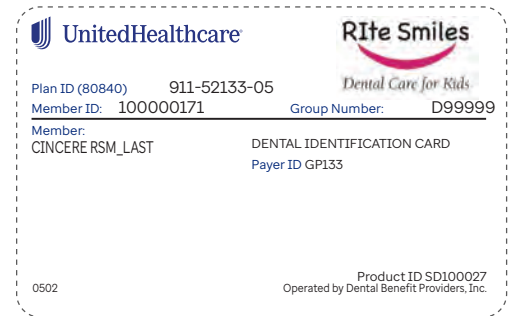 UnitedHealthcare®
RIte Smiles
Dental Care for Kids
Plan ID (80840) 911-52133-05
Member ID: 100000171 Group Number: D99999
Member:
CINCERE RSM_LAST
DENTAL IDENTIFICATION CARD
Payer ID GP133
Product ID SD100027
0502 Operated by Dental Benefit Providers, Inc.